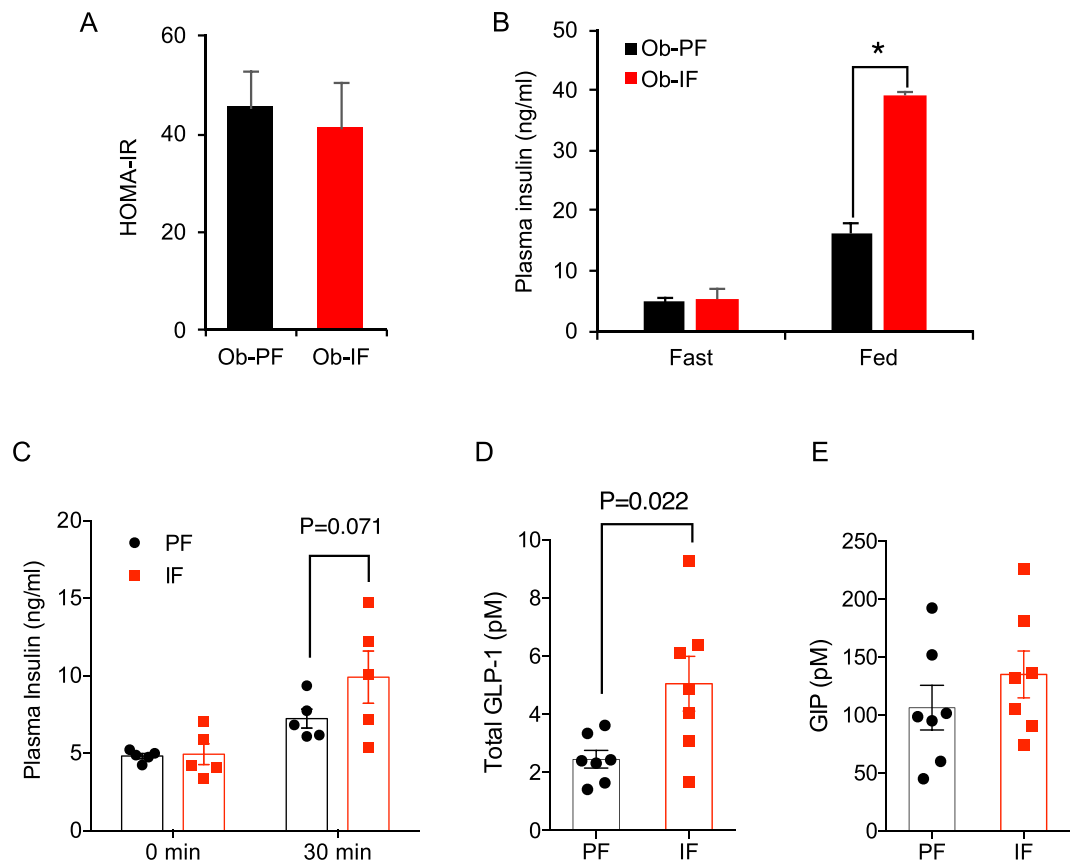 A
HOMA-IR
60
40
20
0
Ob-PF Ob-IF
B
Plasma insulin (ng/ml)
50
40
30
20
10
0
Ob-PF
Ob-IF
*
Fast Fed
C
Plasma Insulin (ng/ml)
20
15
10
5
0
PF
IF
P=0.071
0 min 30 min
D
Total GLP-1 (pM)
P=0.022
10
8
6
4
2
0
PF IF
E
GIP (pM)
250
200
150
100
50
0
PF IF